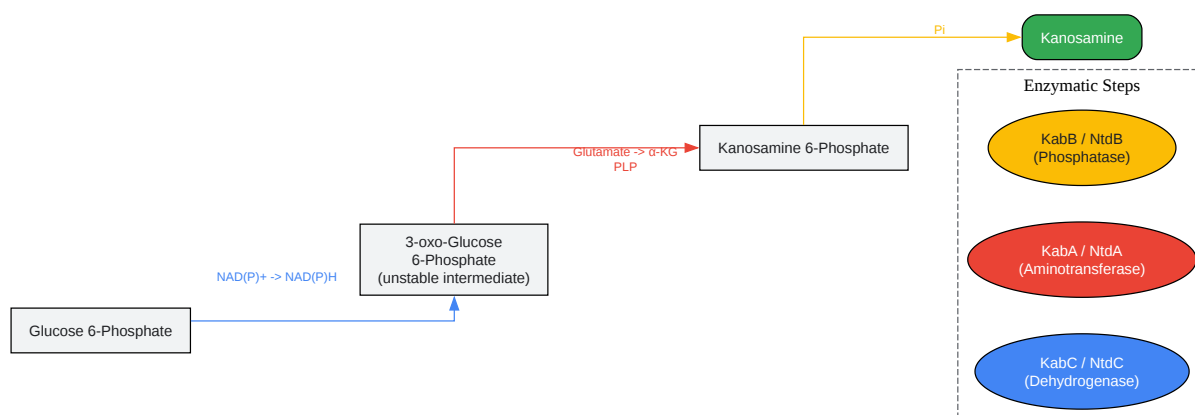 Pi
Kanosamine
Enzymatic Steps
KabB / NtdB
(Phosphatase)
Glutamate -> α-KG
PLP
Kanosamine 6-Phosphate
3-oxo-Glucose
6-Phosphate
(unstable intermediate)
KabA / NtdA
(Aminotransferase)
NAD(P)+ -> NAD(P)H
Glucose 6-Phosphate
KabC / NtdC
(Dehydrogenase)